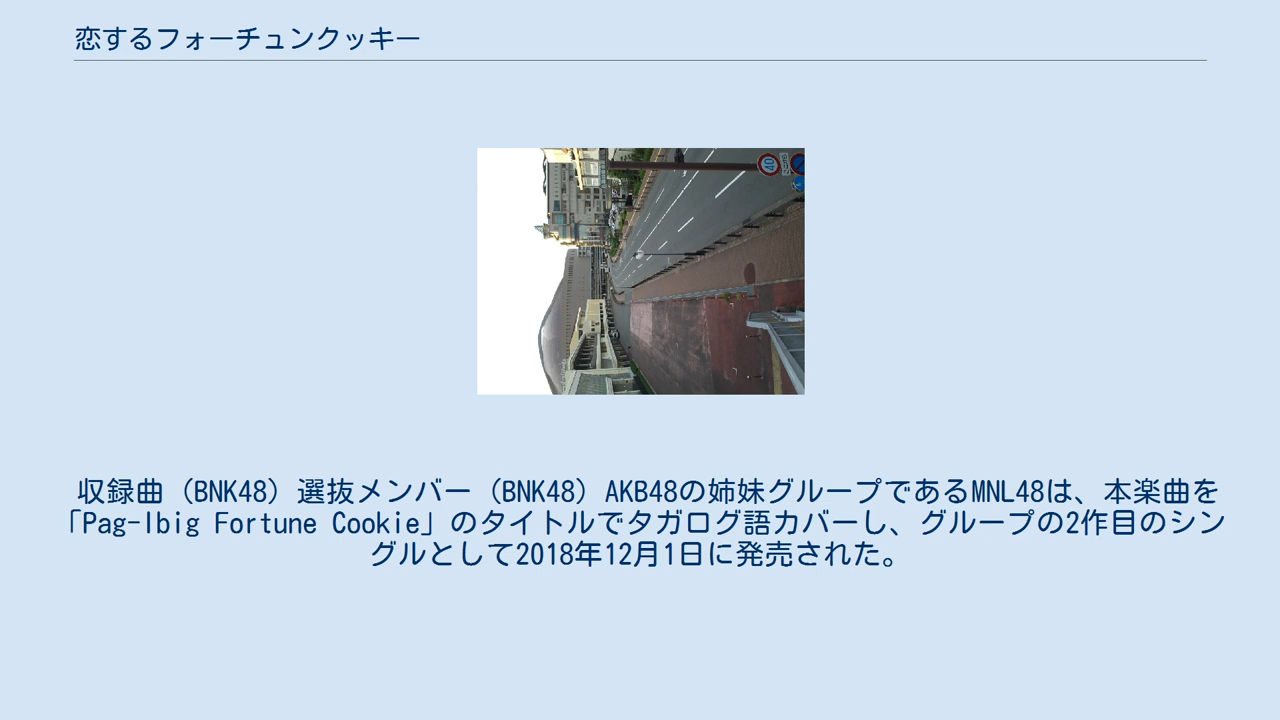 恋するフォーチュンクッキー
40
収録曲（BNK48）選抜メンバー（BNK48）AKB48の姉妹グループであるMNL48は、本楽曲を
「Pag-Ibig Fortune Cookie」のタイトルでタガログ語カバーし、グループの2作目のシン
グルとして2018年12月1日に発売された。